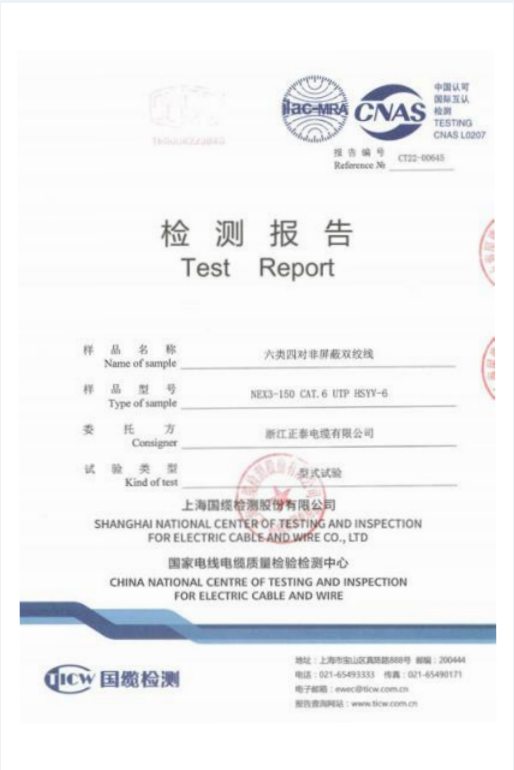 ilac-MRA
CNAS
中国认可
国际互认
检测
TESTING
CNAS L0207
报告编号
Reference № CT22-00645
检测报告
Test Report
样品名称
Name of sample 六类四对非屏蔽双绞线
样品型号
Type of sample NEX3-150 CAT.6 UTP HSYY-6
委托方
Consigner 浙江正泰电缆有限公司
试验类型
Kind of test 型式试验
上海国缆检测股份有限公司
SHANGHAI NATIONAL CENTER OF TESTING AND INSPECTION
FOR ELECTRIC CABLE AND WIRE CO., LTD
国家电线电缆质量检验检测中心
CHINA NATIONAL CENTRE OF TESTING AND INSPECTION
FOR ELECTRIC CABLE AND WIRE
TICW 国缆检测
地址：上海市宝山区真陈路888号 邮编：200444
电话：021-65493333 传真：021-65490171
电子邮箱：ewec@ticw.com.cn
报告查询网站：www.ticw.com.cn